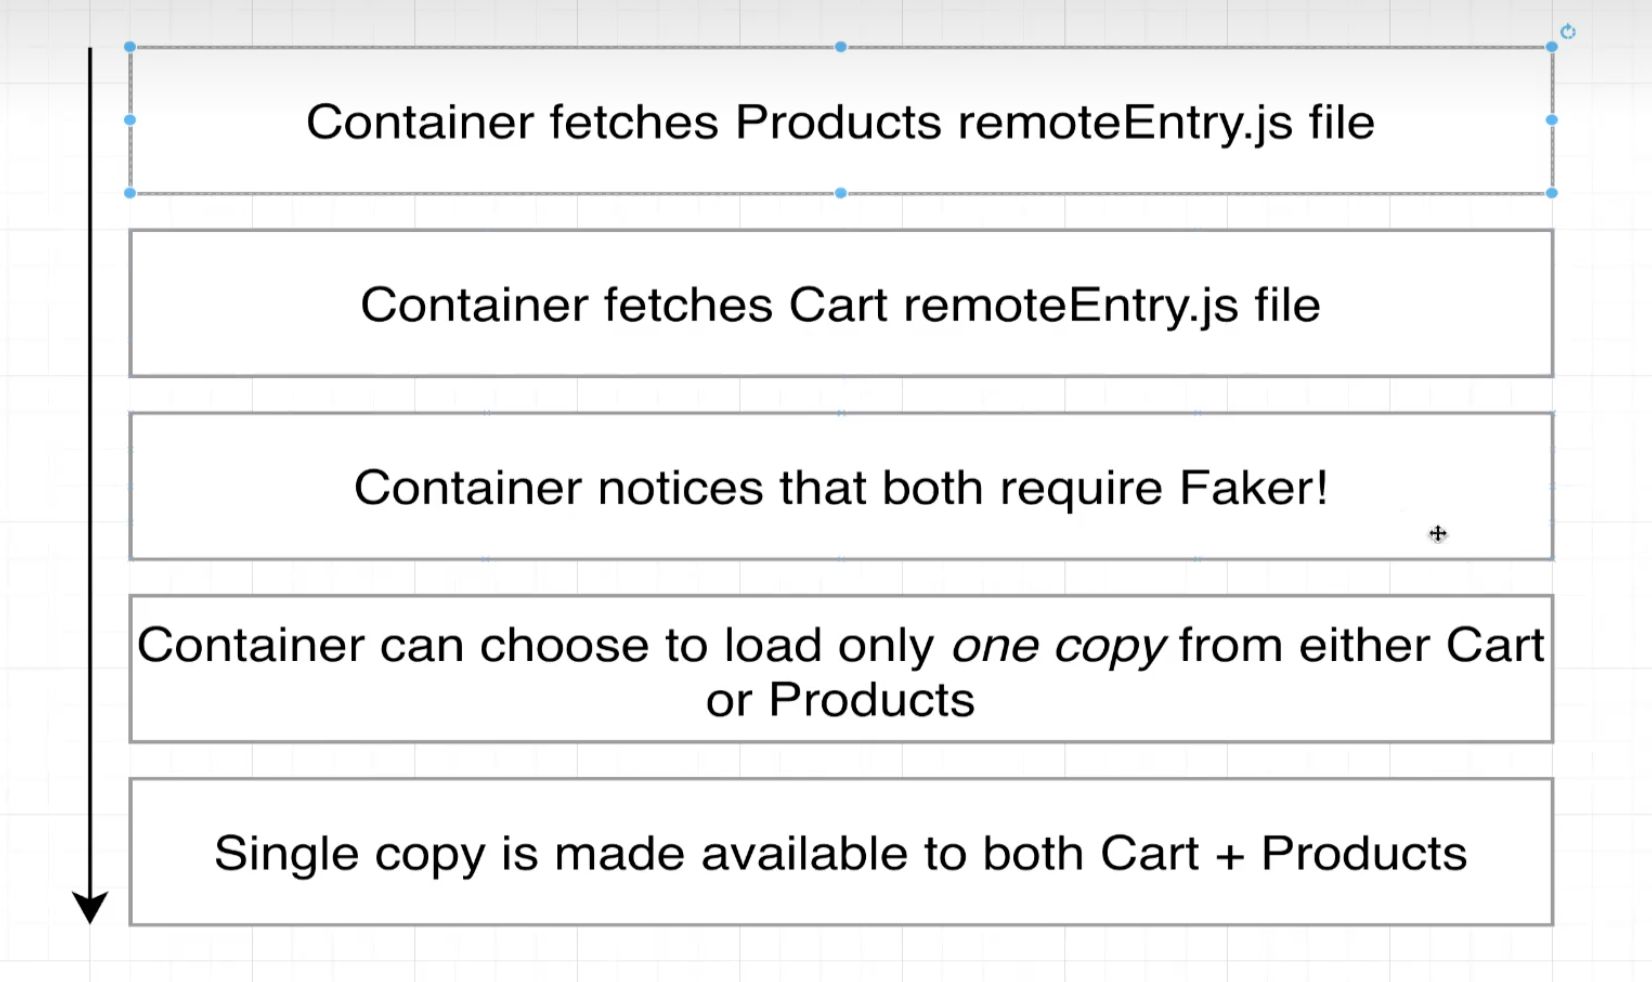 Container fetches Products remoteEntry.js file
Container fetches Cart remoteEntry.js file
Container notices that both require Faker!
Container can choose to load only one copy from either Cart
or Products
Single copy is made available to both Cart + Products